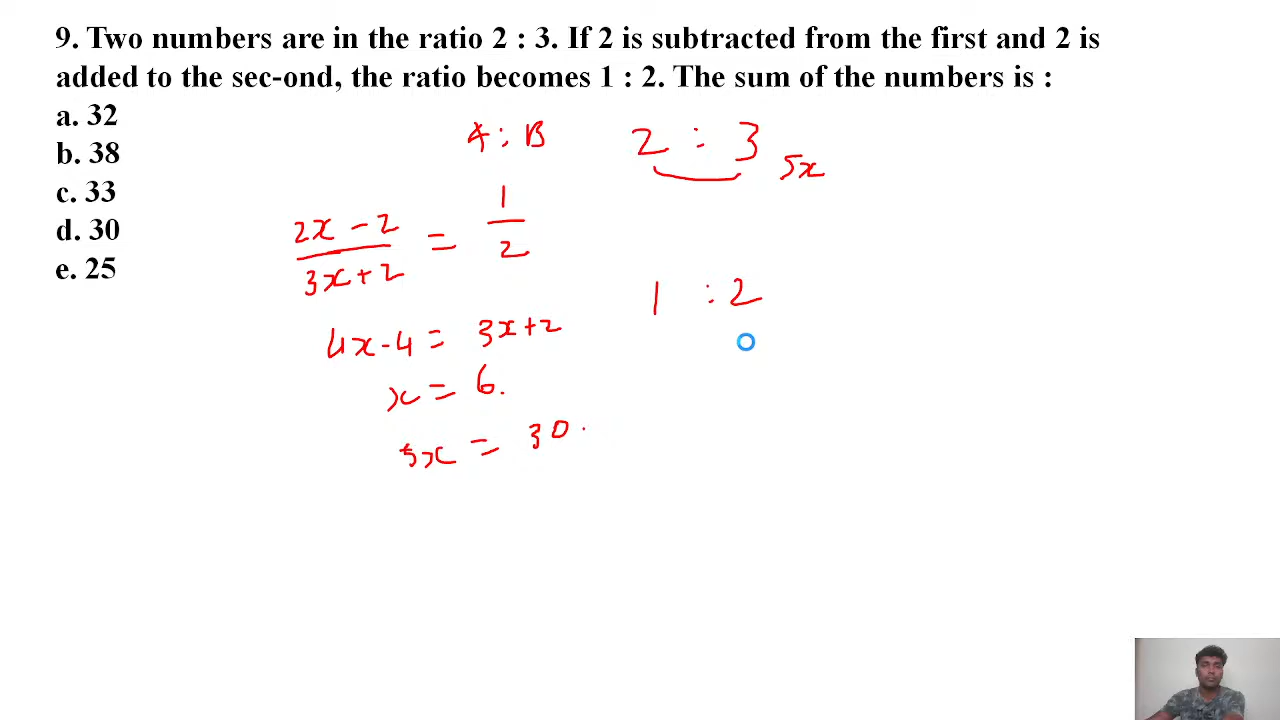 9. Two numbers are in the ratio 2 : 3. If 2 is subtracted from the first and 2 is
added to the sec-ond, the ratio becomes 1 : 2. The sum of the numbers is :
a. 32
b. 38
c. 33
d. 30
e. 25
A : B
2 : 3
5x
2x - 2 / 3x + 2 = 1 / 2
1 : 2
4x - 4 = 3x + 2
x = 6.
5x = 30.